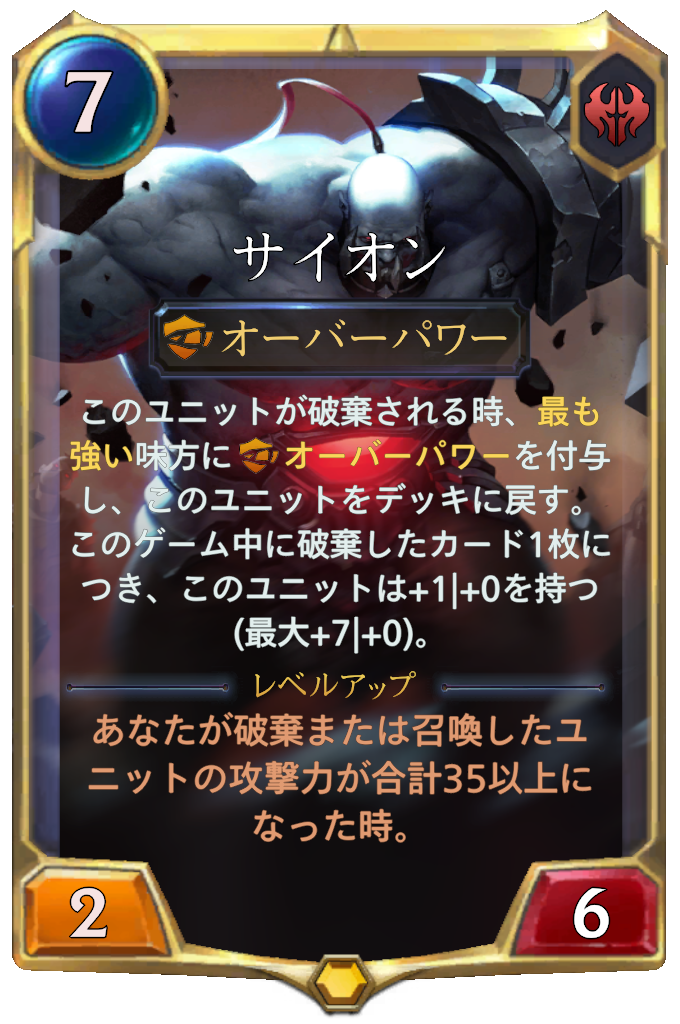 7
サイオン
オーバーパワー
このユニットが破棄される時、最も
強い味方にオーバーパワーを付与
し、このユニットをデッキに戻す。
このゲーム中に破棄したカード1枚に
つき、このユニットは+1|+0を持つ
(最大+7|+0)。
レベルアップ
あなたが破棄または召喚したユ
ニットの攻撃力が合計35以上に
なった時。
2
6